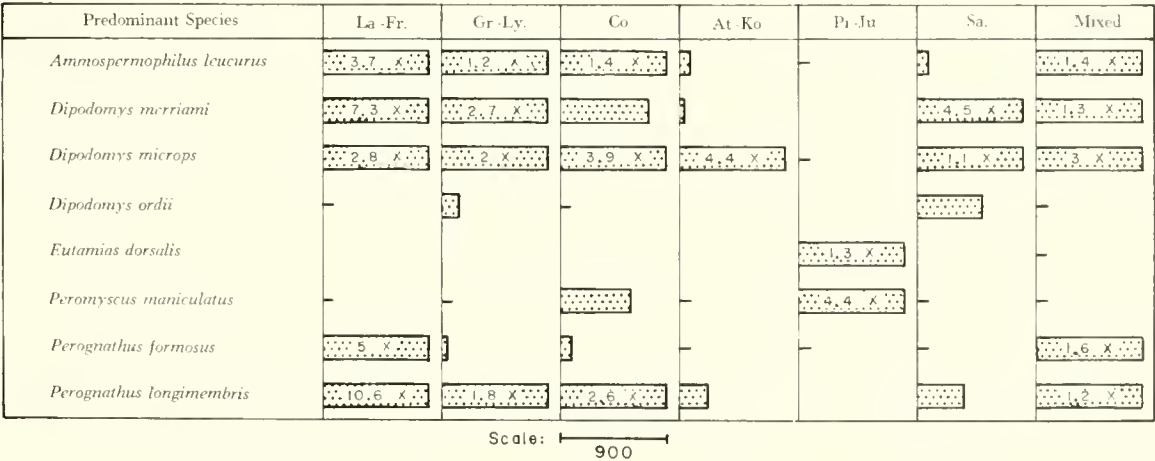 Predominant Species La-Fr. Gr-Ly. Co At-Ko Pi-Ju Sa. Mixed
Ammospermophilus leucurus 3.7 x 1.2 x 1.4 x 1.4 x
Dipodomys merriami 7.3 x 2.7 x 4.5 x 1.3 x
Dipodomys microps 2.8 x 2 x 3.9 x 4.4 x 1.1 x 3 x
Dipodomys ordii
Eutamias dorsalis 1.3 x
Peromyscus maniculatus 4.4 x
Perognathus formosus 5 x 1.6 x
Perognathus longimembris 10.6 x 1.8 x 2.6 x 1.2 x
Scale:
900